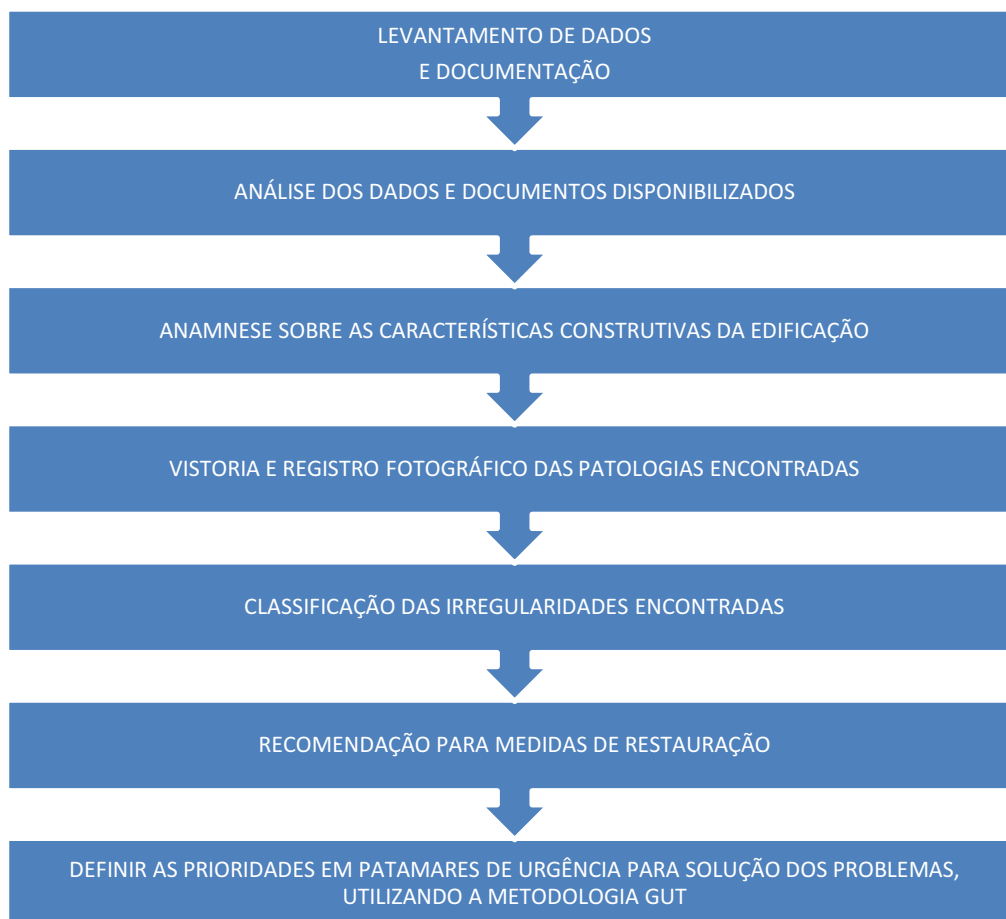 LEVANTAMENTO DE DADOS
E DOCUMENTAÇÃO
ANÁLISE DOS DADOS E DOCUMENTOS DISPONIBILIZADOS
ANAMNESE SOBRE AS CARACTERÍSTICAS CONSTRUTIVAS DA EDIFICAÇÃO
VISTORIA E REGISTRO FOTOGRÁFICO DAS PATOLOGIAS ENCONTRADAS
CLASSIFICAÇÃO DAS IRREGULARIDADES ENCONTRADAS
RECOMENDAÇÃO PARA MEDIDAS DE RESTAURAÇÃO
DEFINIR AS PRIORIDADES EM PATAMARES DE URGÊNCIA PARA SOLUÇÃO DOS PROBLEMAS,
UTILIZANDO A METODOLOGIA GUT